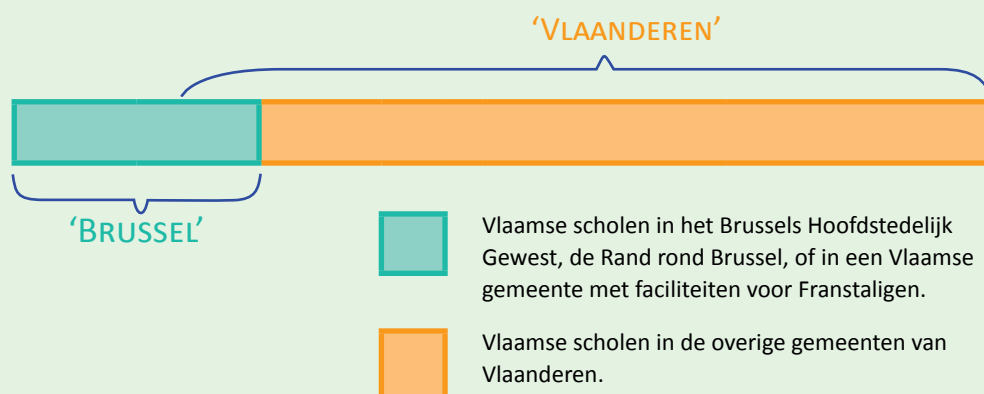 ‘VLAANDEREN’
‘BRUSSEL’
Vlaamse scholen in het Brussels Hoofdstedelijk
Gewest, de Rand rond Brussel, of in een Vlaamse
gemeente met faciliteiten voor Franstaligen.
Vlaamse scholen in de overige gemeenten van
Vlaanderen.